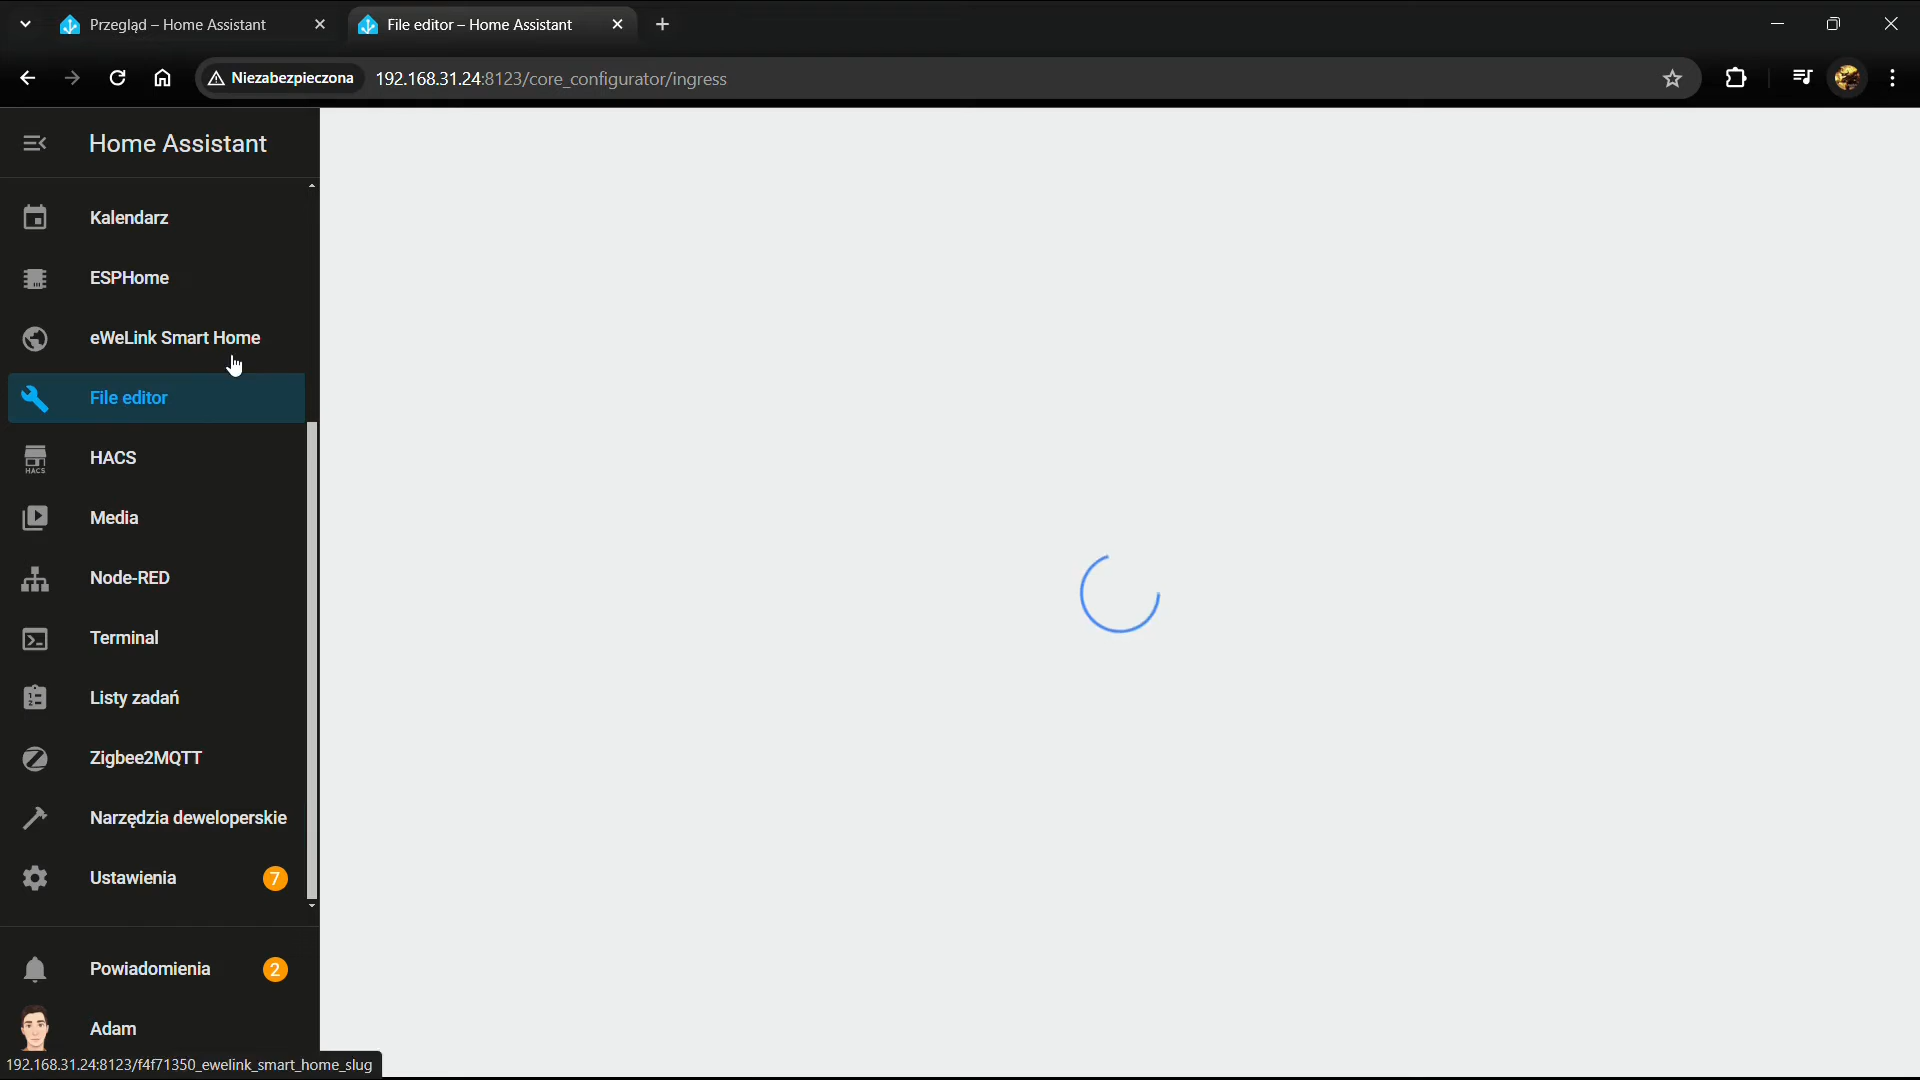 Przegląd – Home Assistant
File editor – Home Assistant
Niezabezpieczona
192.168.31.24:8123/core_configurator/ingress
Home Assistant
Kalendarz
ESPHome
eWeLink Smart Home
File editor
HACS
HACS
Media
Node-RED
Terminal
Listy zadań
Zigbee2MQTT
Narzędzia deweloperskie
Ustawienia 7
Powiadomienia 2
Adam
192.168.31.24:8123/f4f71350_ewelink_smart_home_slug